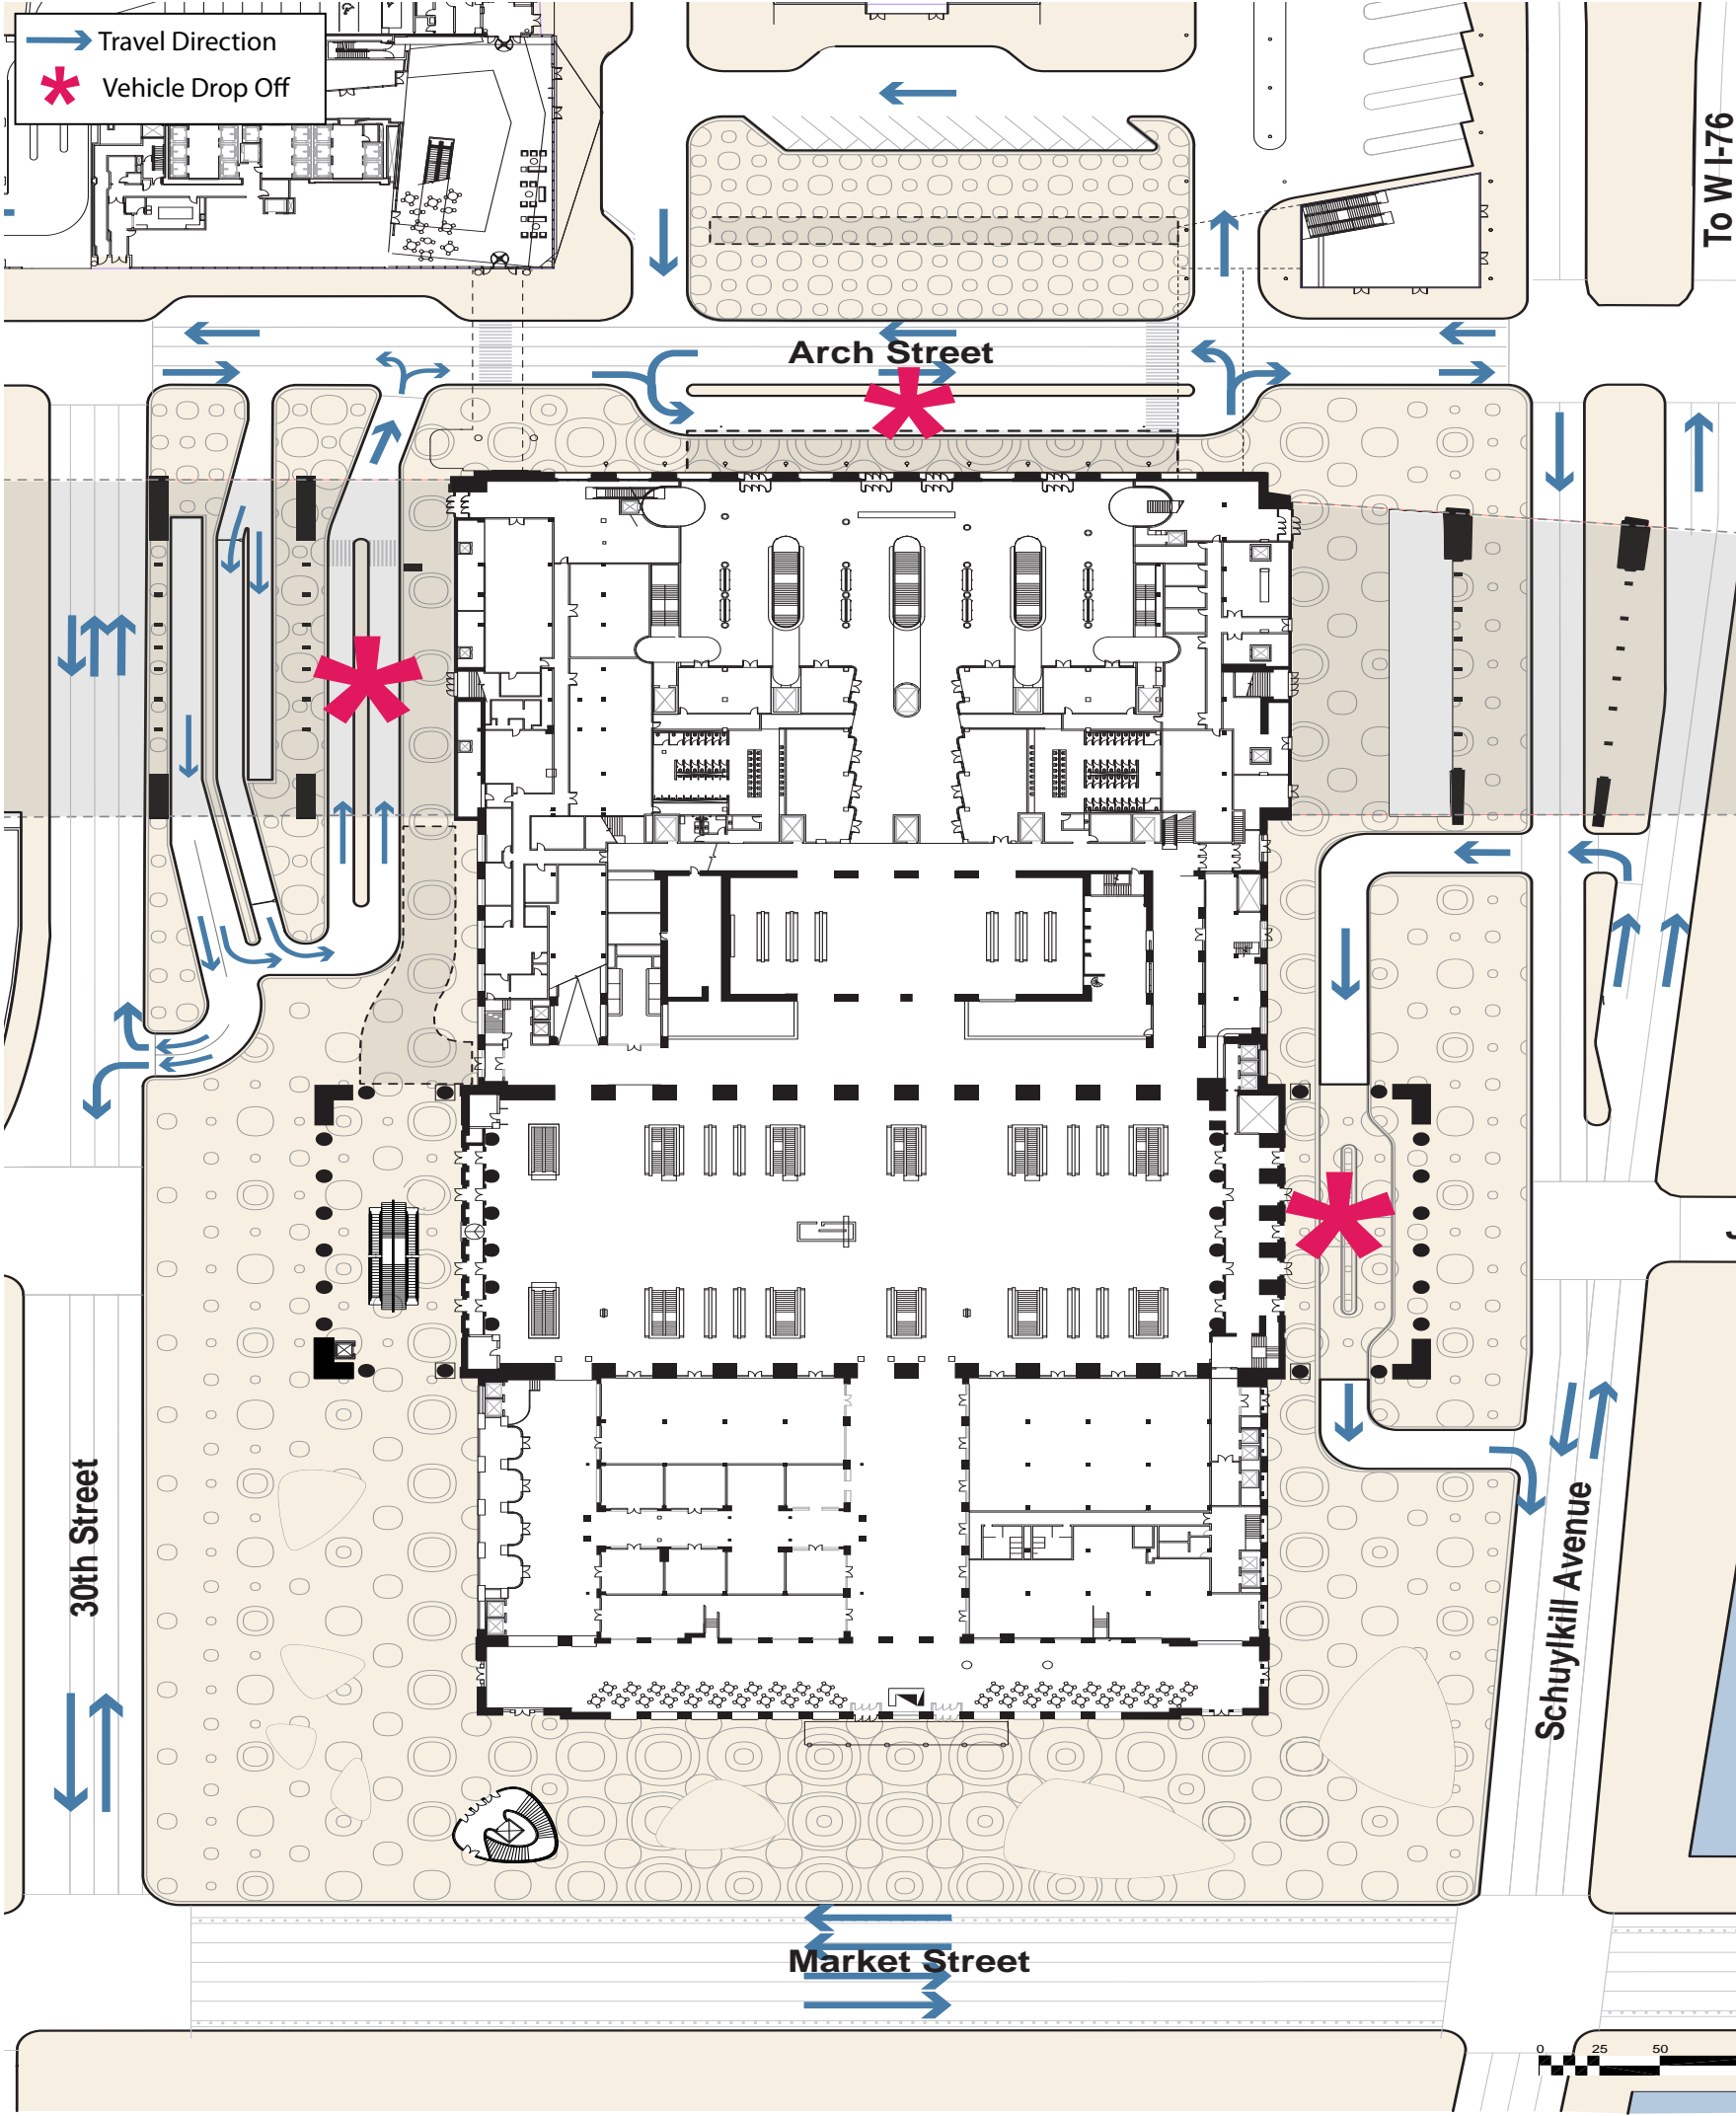 Travel Direction
Vehicle Drop Off
To W I-76
Arch Street
30th Street
Schuylkill Avenue
Market Street
0 25 50